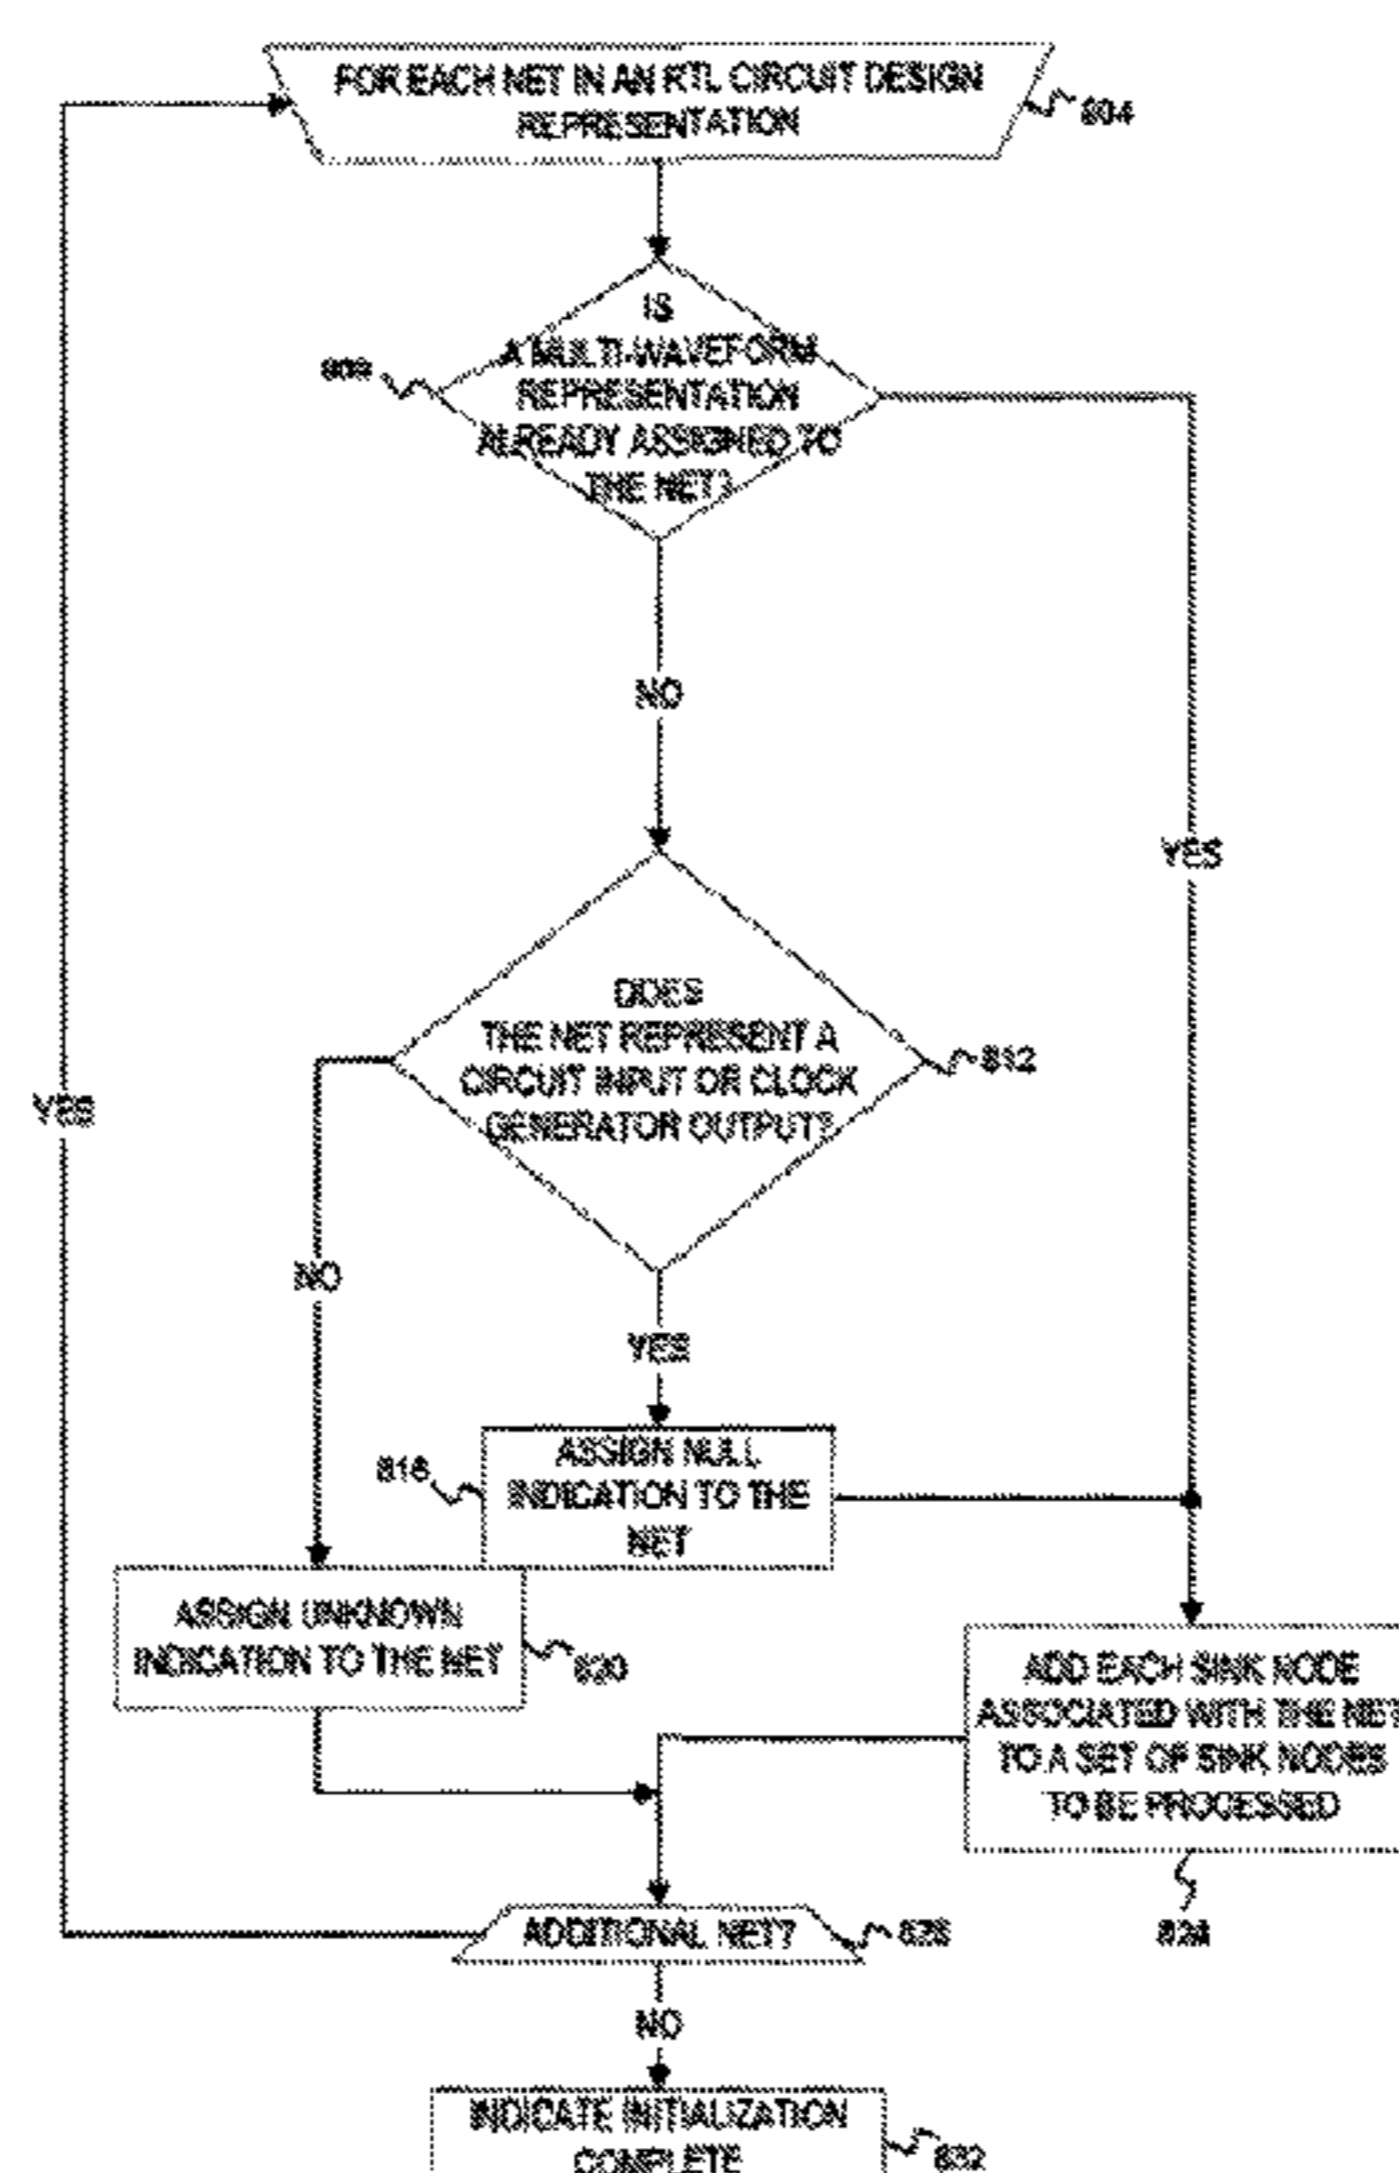 FOR EACH NET IN AN RTL CIRCUIT DESIGN
REPRESENTATION
804
IS
A MULTI-WAVEFORM
REPRESENTATION
ALREADY ASSIGNED TO
THE NET?
808
NO
YES
DOES
THE NET REPRESENT A
CIRCUIT INPUT OR CLOCK
GENERATOR OUTPUT?
812
YES
NO
YES
ASSIGN NULL
INDICATION TO THE
NET
816
ASSIGN UNKNOWN
INDICATION TO THE NET
820
ADD EACH SINK NODE
ASSOCIATED WITH THE NET
TO A SET OF SINK NODES
TO BE PROCESSED
824
ADDITIONAL NET?
828
NO
INDICATE INITIALIZATION
COMPLETE
832